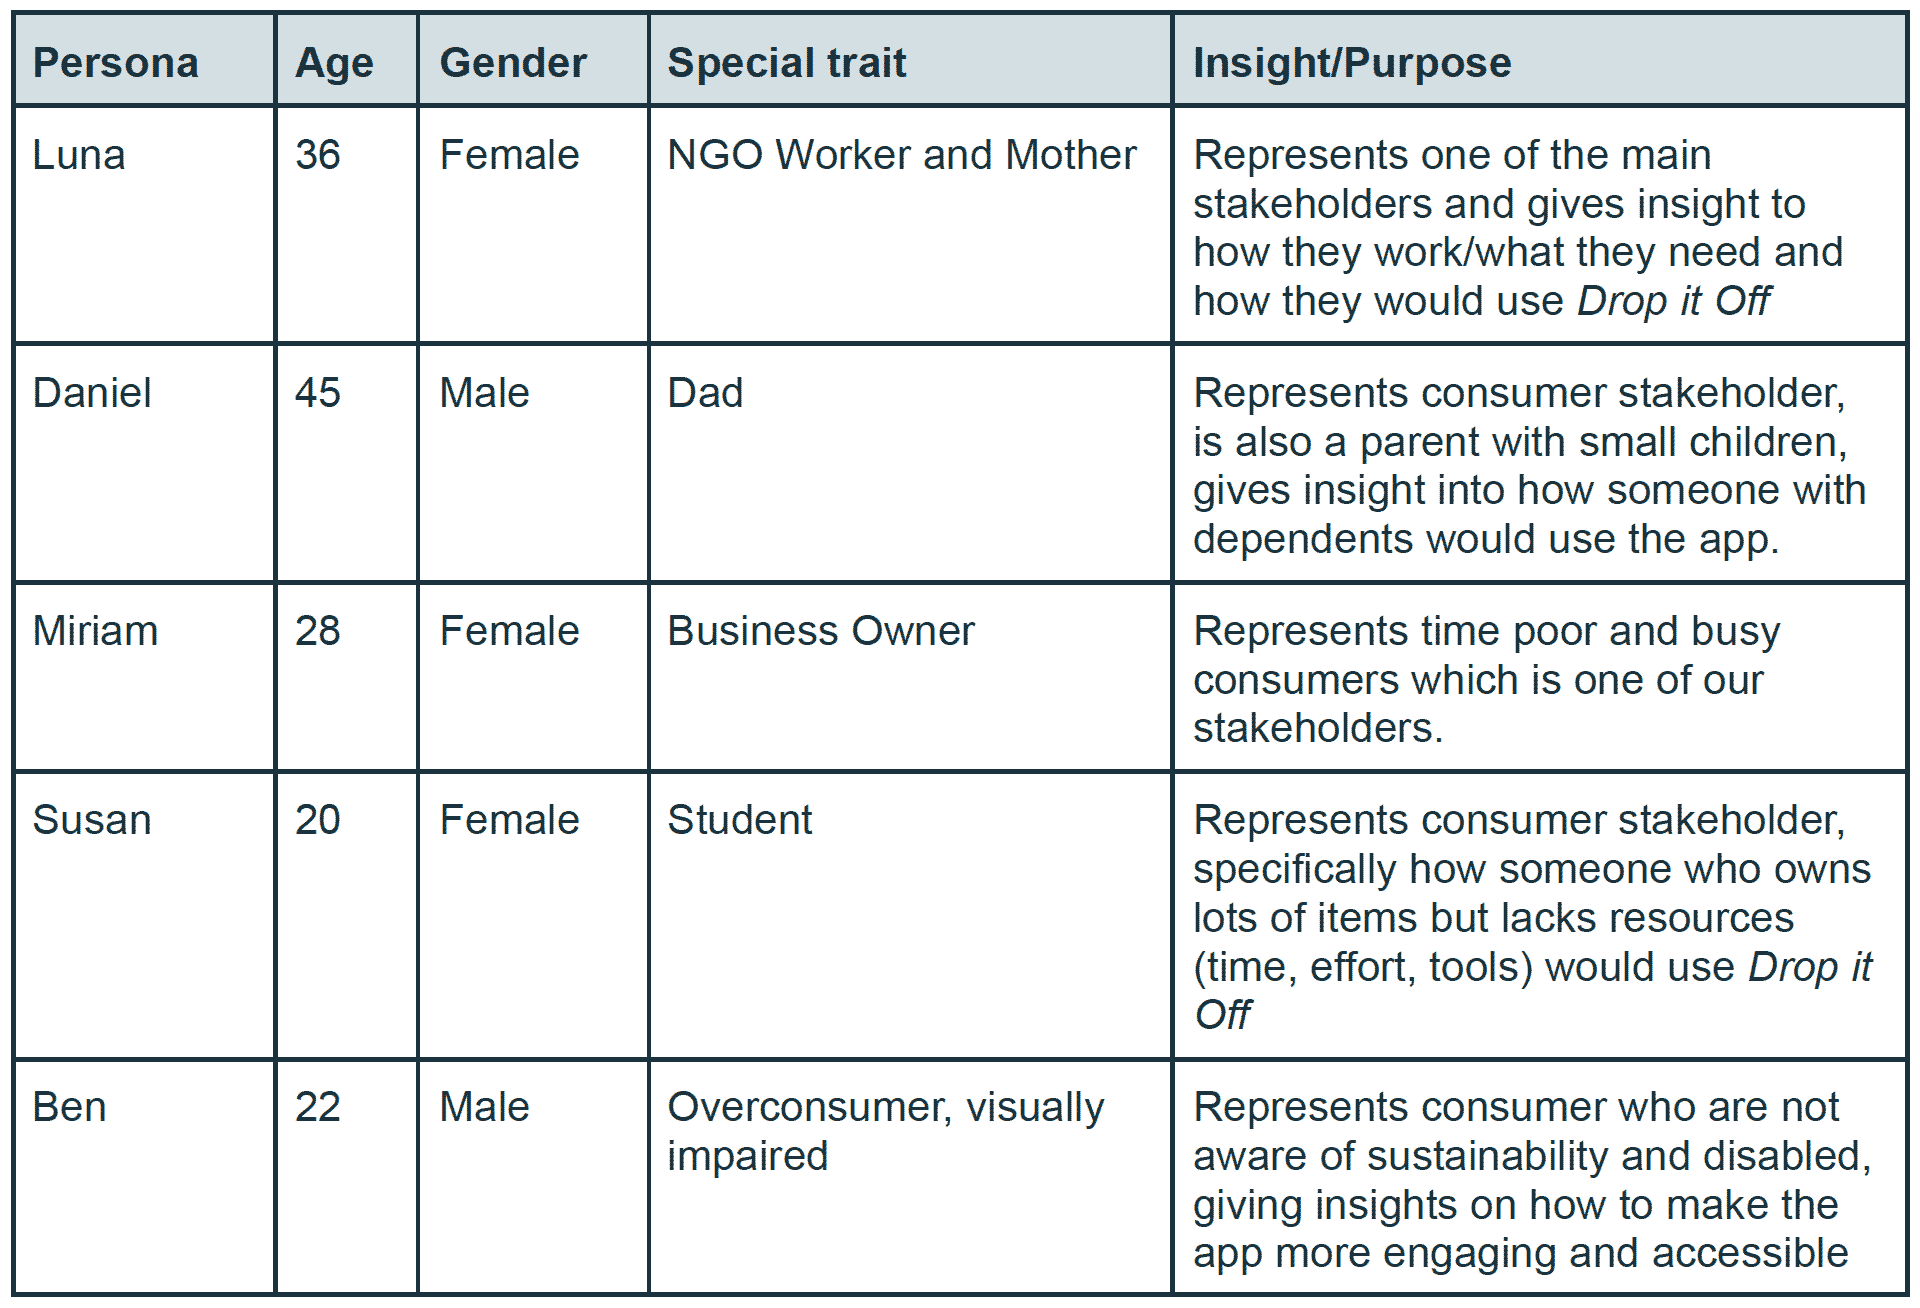 Persona Age Gender Special trait Insight/Purpose
Luna 36 Female NGO Worker and Mother Represents one of the main
stakeholders and gives insight to
how they work/what they need and
how they would use Drop it Off
Daniel 45 Male Dad Represents consumer stakeholder,
is also a parent with small children,
gives insight into how someone with
dependents would use the app.
Miriam 28 Female Business Owner Represents time poor and busy
consumers which is one of our
stakeholders.
Susan 20 Female Student Represents consumer stakeholder,
specifically how someone who owns
lots of items but lacks resources
(time, effort, tools) would use Drop it
Off
Ben 22 Male Overconsumer, visually Represents consumer who are not
impaired aware of sustainability and disabled,
giving insights on how to make the
app more engaging and accessible